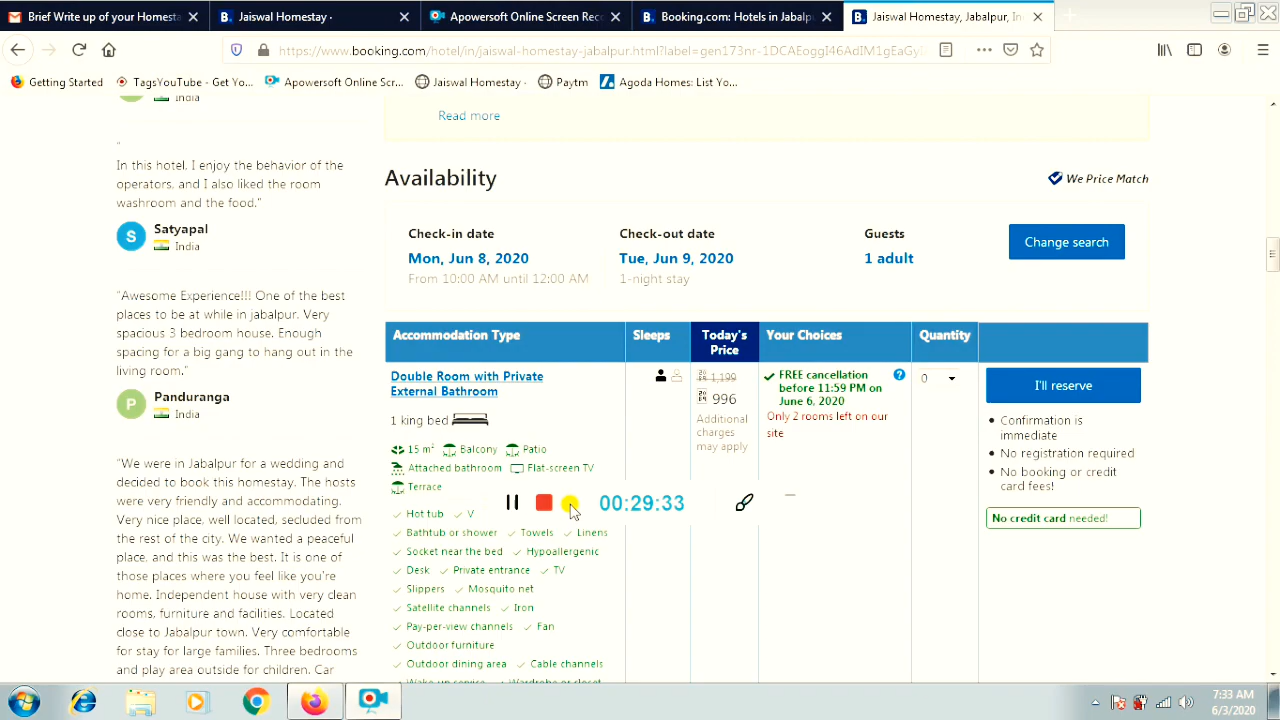 Brief Write up of your Homesta
Jaiswal Homestay -
Apowersoft Online Screen Rec
Booking.com: Hotels in Jabalp
Jaiswal Homestay, Jabalpur, In
https://www.booking.com/hotel/in/jaiswal-homestay-jabalpur.html?label=gen173nr-1DCAEoggI46AdIM1gEaGyI
Getting Started
TagsYouTube - Get Yo...
Apowersoft Online Scr...
Jaiswal Homestay -
Paytm
Agoda Homes: List Yo...
India
"
In this hotel. I enjoy the behavior of the
operators, and I also liked the room
washroom and the food."
S
Satyapal
India
"Awesome Experience!!! One of the best
places to be at while in jabalpur. Very
spacious 3 bedroom house. Enough
spacing for a big gang to hang out in the
living room."
P
Panduranga
India
"We were in Jabalpur for a wedding and
decided to book this homestay. The hosts
were very friendly and accommodating.
Very nice place, well located, secluded from
the rest of the city. We wanted a peaceful
place, and this was the best. It is one of
those places where you feel like you're
home. Independent house with very clean
rooms, furniture and facilities. Located
close to Jabalpur town. Very comfortable
for stay for large families. Three bedrooms
and play area outside for children. Car
Read more
Availability
We Price Match
Check-in date
Mon, Jun 8, 2020
From 10:00 AM until 12:00 AM
Check-out date
Tue, Jun 9, 2020
1-night stay
Guests
1 adult
Change search
Accommodation Type
Sleeps
Today's
Price
Your Choices
Quantity
Double Room with Private
External Bathroom
1 king bed
15 m²
Balcony
Patio
Attached bathroom
Flat-screen TV
Terrace
Hot tub
V
Bathtub or shower
Towels
Linens
Socket near the bed
Hypoallergenic
Desk
Private entrance
TV
Slippers
Mosquito net
Satellite channels
Iron
Pay-per-view channels
Fan
Outdoor furniture
Outdoor dining area
Cable channels
Wake-up service
Wardrobe or closet
1,199
996
Additional
charges
may apply
FREE cancellation
before 11:59 PM on
June 6, 2020
Only 2 rooms left on our
site
?
0
I'll reserve
Confirmation is
immediate
No registration required
No booking or credit
card fees!
No credit card needed!
00:29:33
7:33 AM
6/3/2020